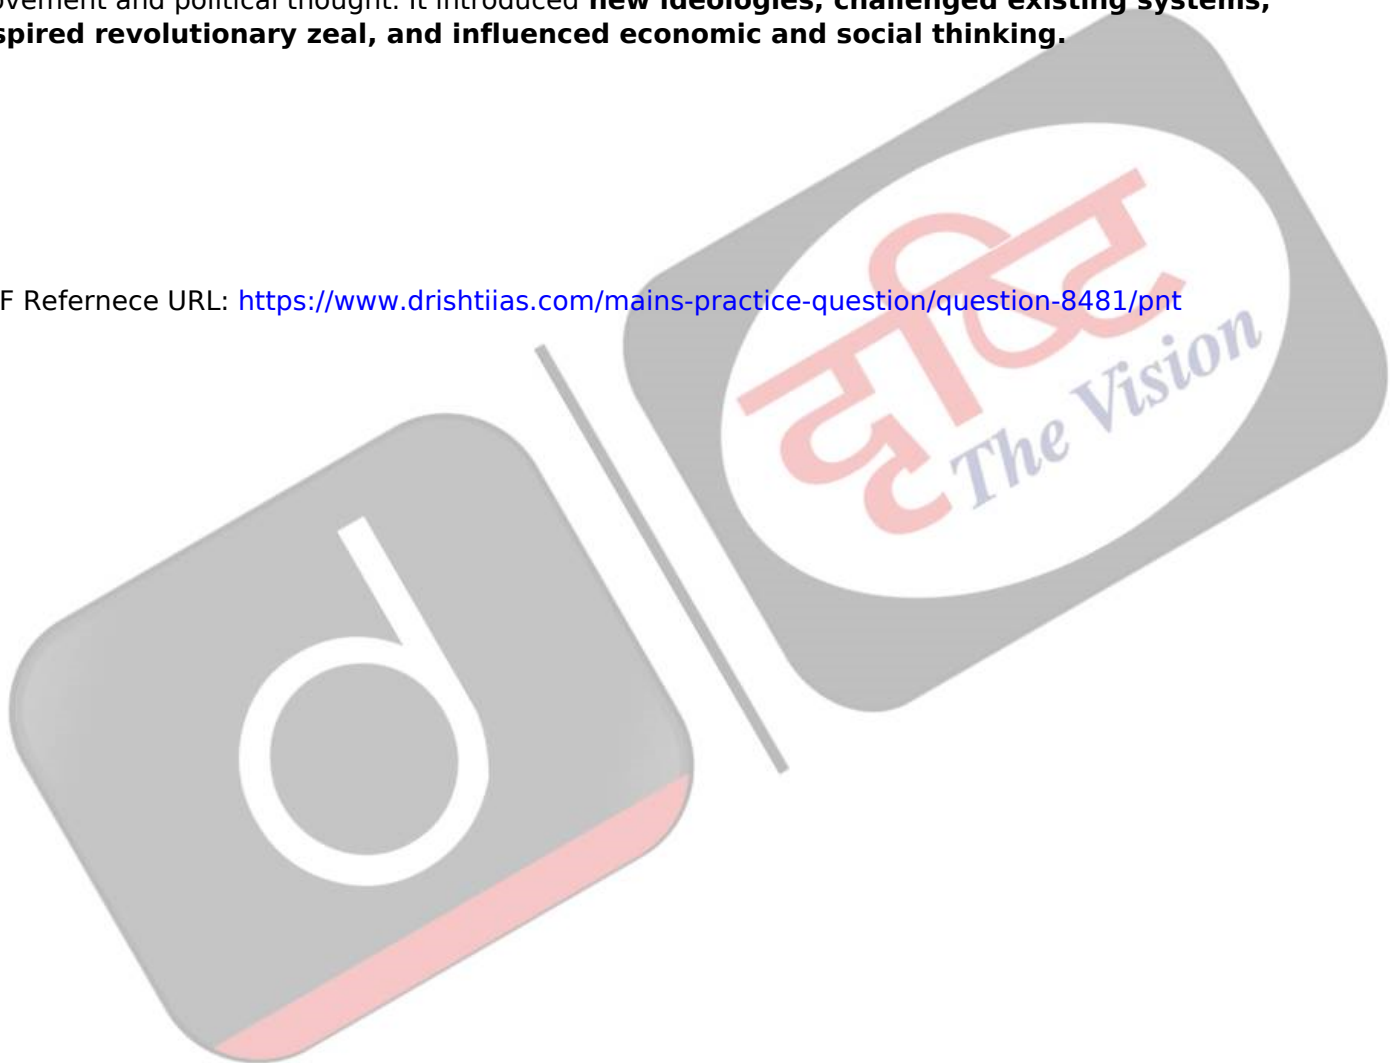 ovement and political thought. It introduced new ideologies, challenged existing systems,
spired revolutionary zeal, and influenced economic and social thinking.
F Refernece URL: https://www.drishtiias.com/mains-practice-question/question-8481/pnt
दृष्टि
The Vision
d